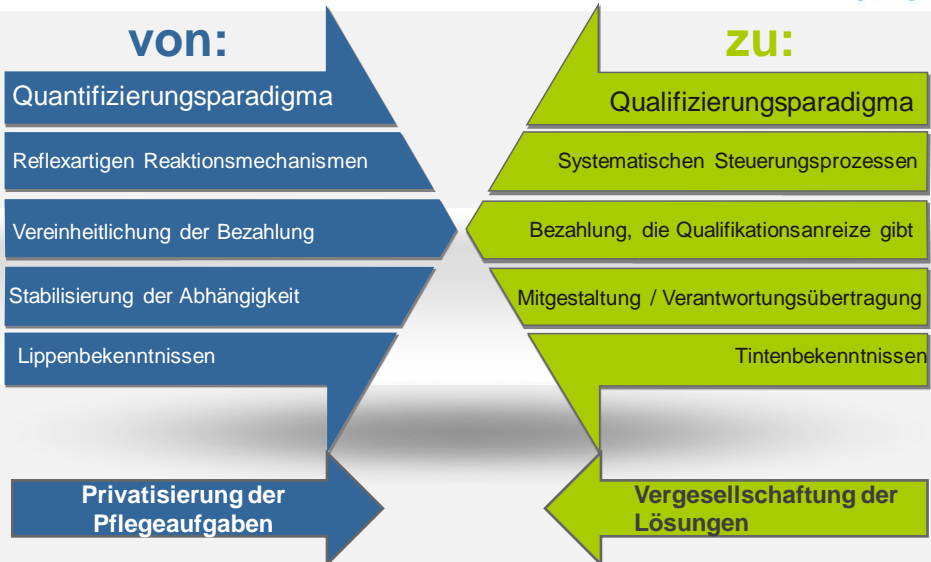 von:
zu:
Quantifizierungsparadigma
Qualifizierungsparadigma
Reflexartigen Reaktionsmechanismen
Systematischen Steuerungsprozessen
Vereinheitlichung der Bezahlung
Bezahlung, die Qualifikationsanreize gibt
Stabilisierung der Abhängigkeit
Mitgestaltung / Verantwortungsübertragung
Lippenbekenntnissen
Tintenbekenntnissen
Privatisierung der
Pflegeaufgaben
Vergesellschaftung der
Lösungen